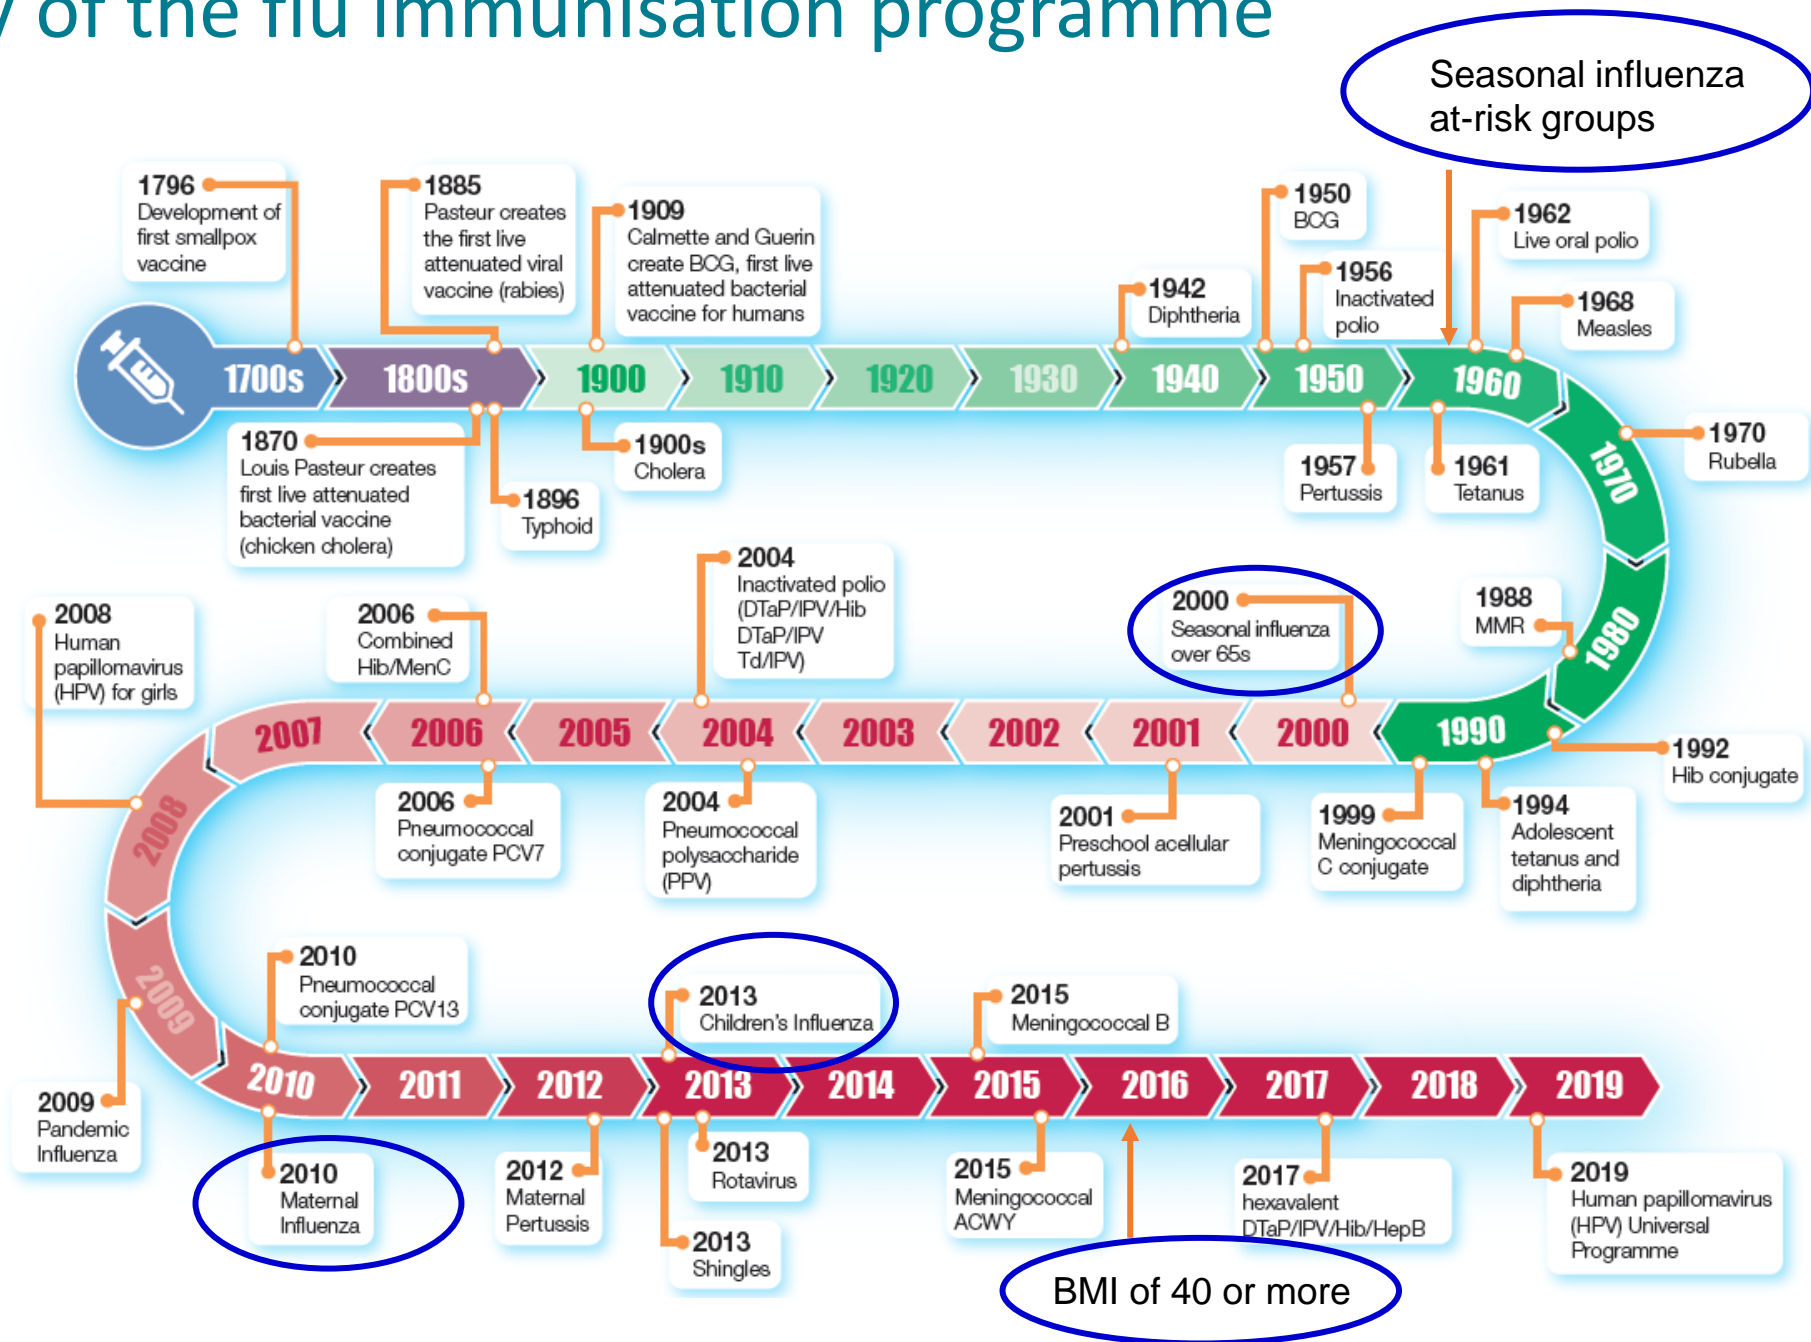 of the flu immunisation programme
Seasonal influenza
at-risk groups
1796
Development of
first smallpox
vaccine
1885
Pasteur creates
the first live
attenuated viral
vaccine (rabies)
1909
Calmette and Guerin
create BCG, first live
attenuated bacterial
vaccine for humans
1942
Diphtheria
1950
BCG
1956
Inactivated
polio
1962
Live oral polio
1968
Measles
1700s
1800s
1900
1910
1920
1930
1940
1950
1960
1970
1980
1870
Louis Pasteur creates
first live attenuated
bacterial vaccine
(chicken cholera)
1896
Typhoid
1900s
Cholera
1957
Pertussis
1961
Tetanus
1970
Rubella
1988
MMR
2000
Seasonal influenza
over 65s
2004
Inactivated polio
(DTaP/IPV/Hib
DTaP/IPV
Td/IPV)
2006
Combined
Hib/MenC
2008
Human
papillomavirus
(HPV) for girls
1990
2000
2001
2002
2003
2004
2005
2006
2007
2008
2009
1992
Hib conjugate
1994
Adolescent
tetanus and
diphtheria
1999
Meningococcal
C conjugate
2001
Preschool acellular
pertussis
2004
Pneumococcal
polysaccharide
(PPV)
2006
Pneumococcal
conjugate PCV7
2010
Pneumococcal
conjugate PCV13
2013
Children's Influenza
2015
Meningococcal B
2010
2011
2012
2013
2014
2015
2016
2017
2018
2019
2009
Pandemic
Influenza
2010
Maternal
Influenza
2012
Maternal
Pertussis
2013
Rotavirus
2013
Shingles
2015
Meningococcal
ACWY
2017
hexavalent
DTaP/IPV/Hib/HepB
2019
Human papillomavirus
(HPV) Universal
Programme
BMI of 40 or more